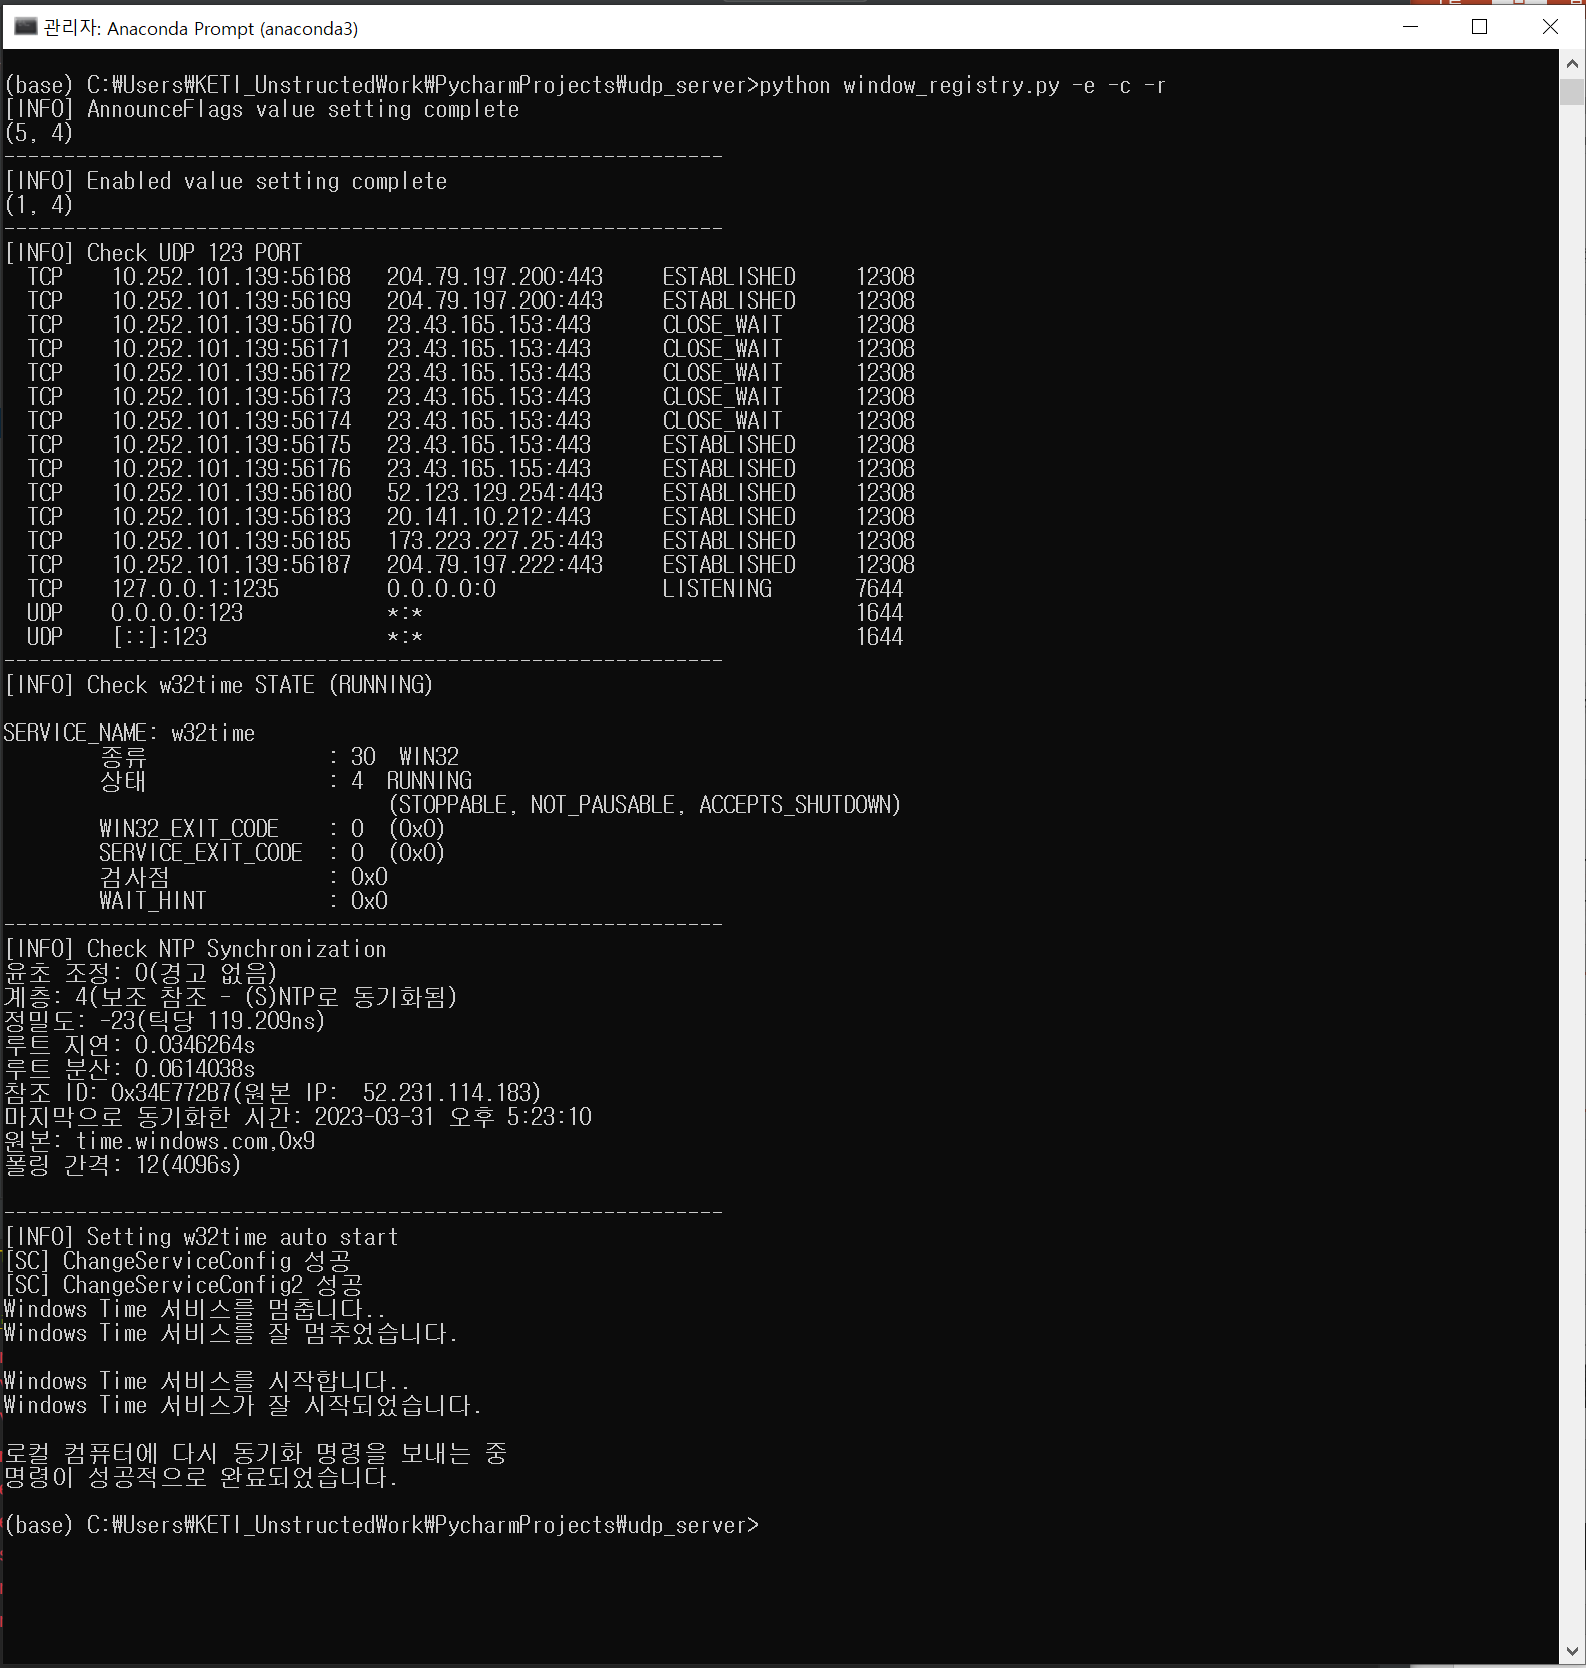 관리자: Anaconda Prompt (anaconda3)
(base) C:₩Users₩KETI_UnstructedWork₩PycharmProjects₩udp_server>python window_registry.py -e -c -r
[INFO] AnnounceFlags value setting complete
(5, 4)
------------------------------------------------------------
[INFO] Enabled value setting complete
(1, 4)
------------------------------------------------------------
[INFO] Check UDP 123 PORT
TCP 10.252.101.139:56168 204.79.197.200:443 ESTABLISHED 12308
TCP 10.252.101.139:56169 204.79.197.200:443 ESTABLISHED 12308
TCP 10.252.101.139:56170 23.43.165.153:443 CLOSE_WAIT 12308
TCP 10.252.101.139:56171 23.43.165.153:443 CLOSE_WAIT 12308
TCP 10.252.101.139:56172 23.43.165.153:443 CLOSE_WAIT 12308
TCP 10.252.101.139:56173 23.43.165.153:443 CLOSE_WAIT 12308
TCP 10.252.101.139:56174 23.43.165.153:443 CLOSE_WAIT 12308
TCP 10.252.101.139:56175 23.43.165.153:443 ESTABLISHED 12308
TCP 10.252.101.139:56176 23.43.165.155:443 ESTABLISHED 12308
TCP 10.252.101.139:56180 52.123.129.254:443 ESTABLISHED 12308
TCP 10.252.101.139:56183 20.141.10.212:443 ESTABLISHED 12308
TCP 10.252.101.139:56185 173.223.227.25:443 ESTABLISHED 12308
TCP 10.252.101.139:56187 204.79.197.222:443 ESTABLISHED 12308
TCP 127.0.0.1:1235 0.0.0.0:0 LISTENING 7644
UDP 0.0.0.0:123 *:* 1644
UDP [::]:123 *:* 1644
------------------------------------------------------------
[INFO] Check w32time STATE (RUNNING)
SERVICE_NAME: w32time
종류 : 30 WIN32
상태 : 4 RUNNING
(STOPPABLE, NOT_PAUSABLE, ACCEPTS_SHUTDOWN)
WIN32_EXIT_CODE : 0 (0x0)
SERVICE_EXIT_CODE : 0 (0x0)
검사점 : 0x0
WAIT_HINT : 0x0
------------------------------------------------------------
[INFO] Check NTP Synchronization
윤초 조정: 0(경고 없음)
계층: 4(보조 참조 - (S)NTP로 동기화됨)
정밀도: -23(틱당 119.209ns)
루트 지연: 0.0346264s
루트 분산: 0.0614038s
참조 ID: 0x34E772B7(원본 IP:  52.231.114.183)
마지막으로 동기화한 시간: 2023-03-31 오후 5:23:10
원본: time.windows.com,0x9
폴링 간격: 12(4096s)
------------------------------------------------------------
[INFO] Setting w32time auto start
[SC] ChangeServiceConfig 성공
[SC] ChangeServiceConfig2 성공
Windows Time 서비스를 멈춥니다..
Windows Time 서비스를 잘 멈추었습니다.
Windows Time 서비스를 시작합니다..
Windows Time 서비스가 잘 시작되었습니다.
로컬 컴퓨터에 다시 동기화 명령을 보내는 중
명령이 성공적으로 완료되었습니다.
(base) C:₩Users₩KETI_UnstructedWork₩PycharmProjects₩udp_server>